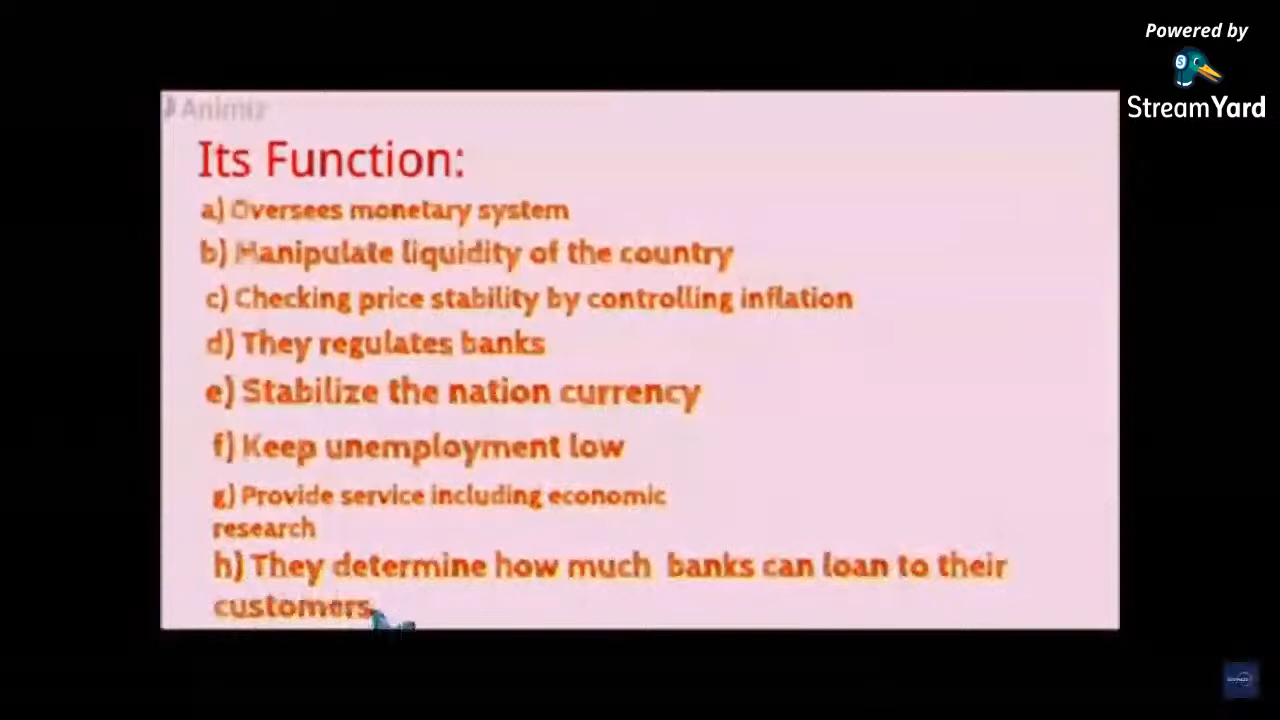 Powered by
StreamYard
Animiz
Its Function:
a) Oversees monetary system
b) Manipulate liquidity of the country
c) Checking price stability by controlling inflation
d) They regulates banks
e) Stabilize the nation currency
f) Keep unemployment low
g) Provide service including economic
research
h) They determine how much banks can loan to their
customers